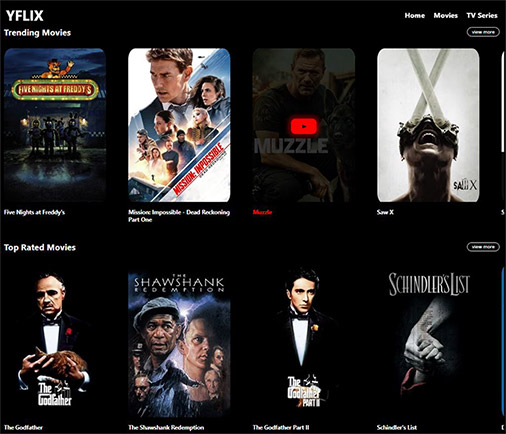 YFLIX
Home Movies TV Series
Trending Movies
view more
FIVE NIGHTS AT FREDDY'S
MISSION: IMPOSSIBLE
MUZZLE
SAW X
Five Nights at Freddy's
Mission: Impossible - Dead Reckoning
Part One
Muzzle
Saw X
Top Rated Movies
view more
The
Godfather
THE
SHAWSHANK
REDEMPTION
The
Godfather
PART II
SCHINDLER'S LIST
The Godfather
The Shawshank Redemption
The Godfather Part II
Schindler's List